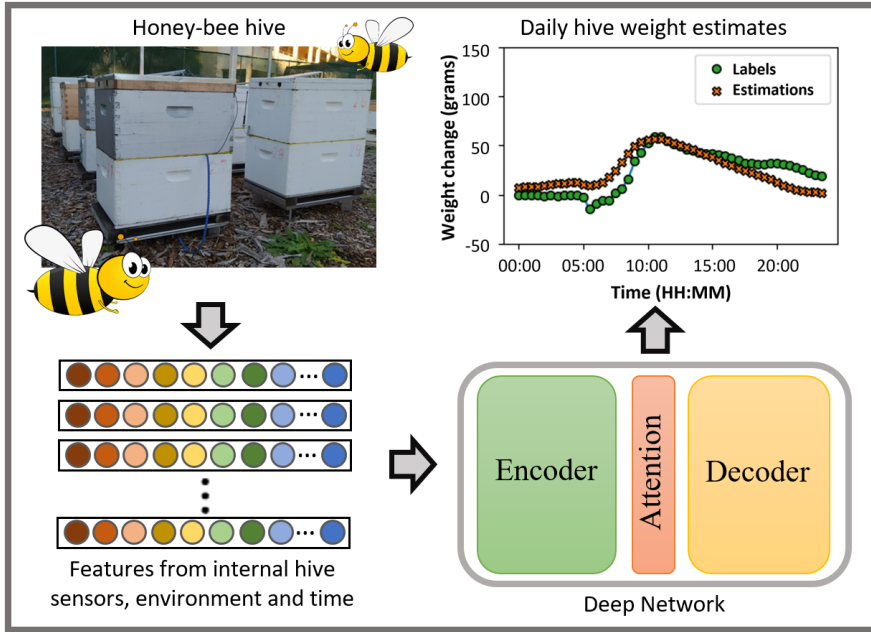 Honey-bee hive
Daily hive weight estimates
150
100
50
0
-50
Weight change (grams)
Labels
Estimations
00:00 05:00 10:00 15:00 20:00
Time (HH:MM)
Features from internal hive
sensors, environment and time
Encoder
Attention
Decoder
Deep Network